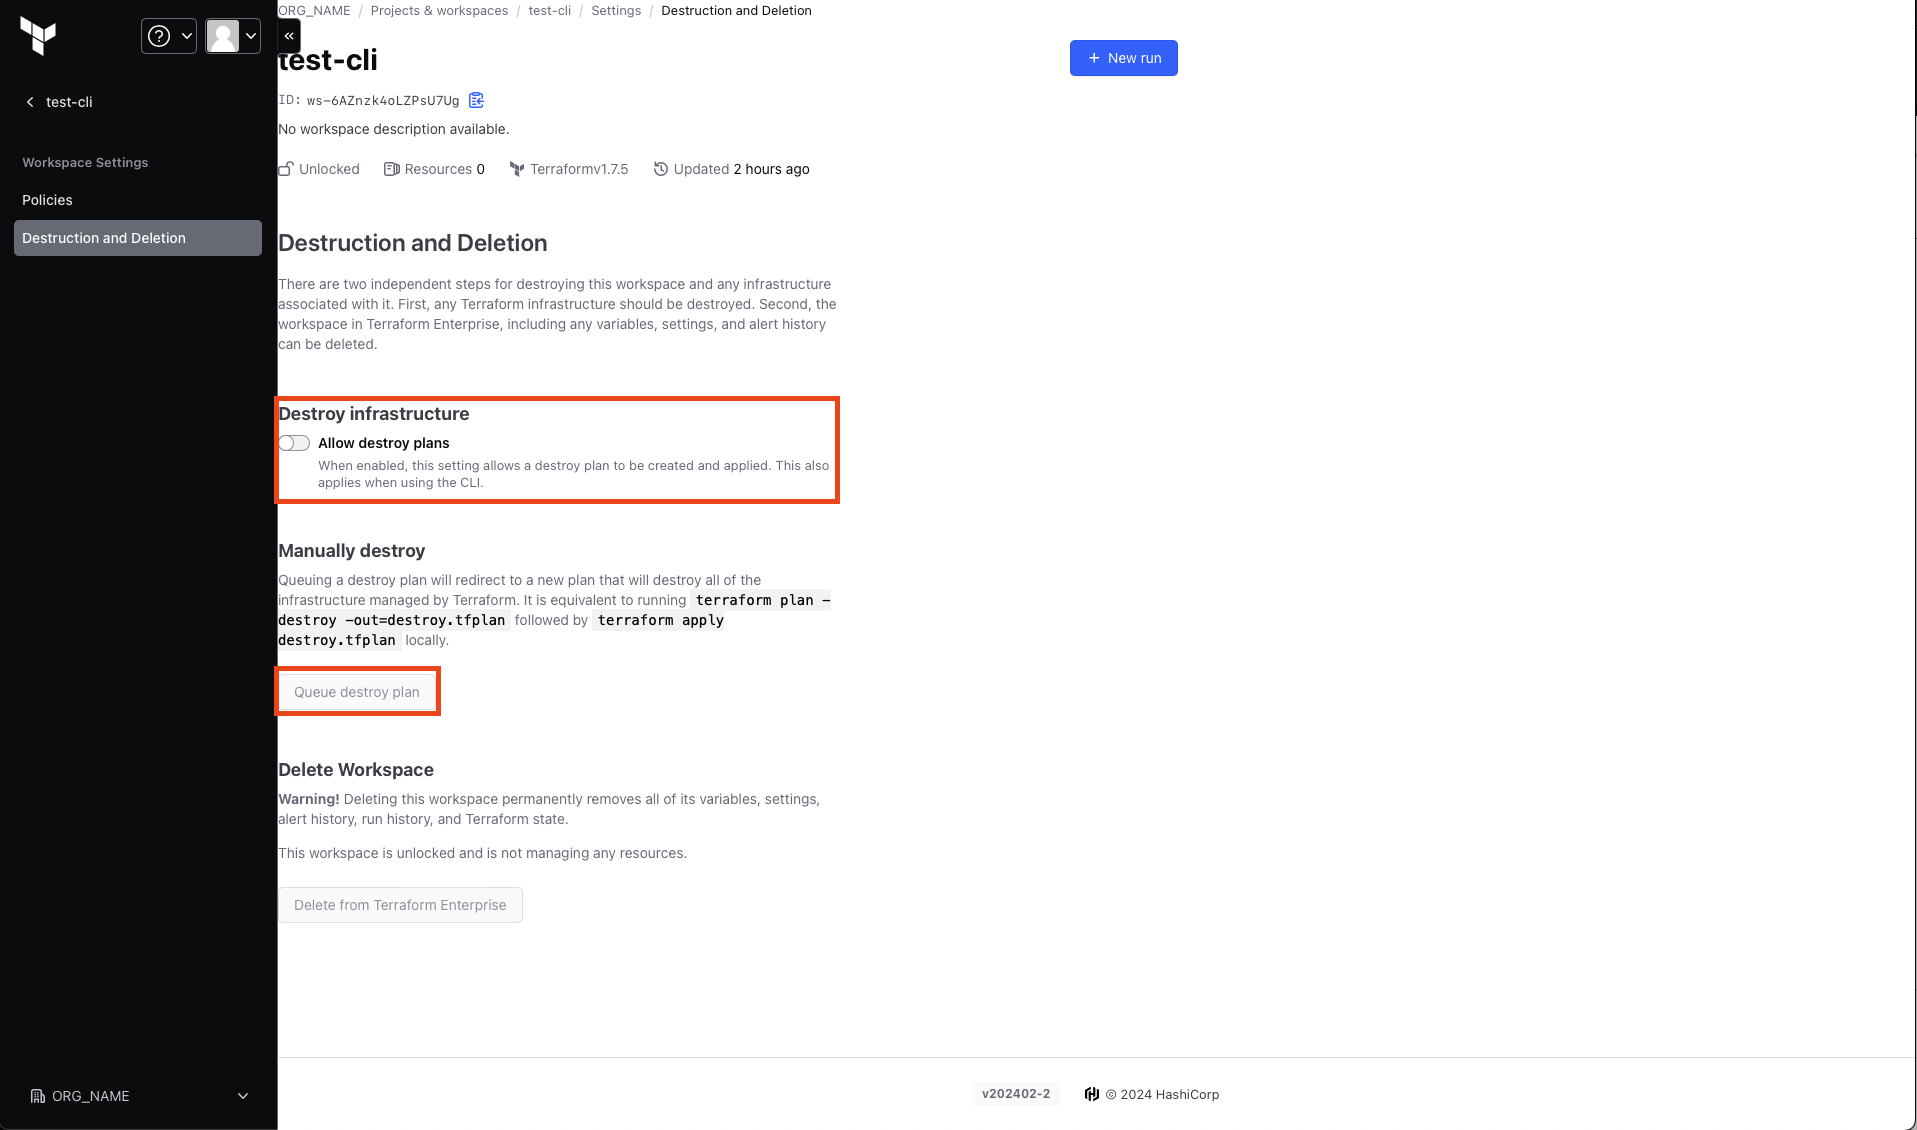 ORG_NAME / Projects & workspaces / test-cli / Settings / Destruction and Deletion
test-cli
New run
ID: ws-6AZnzk4oLZPsU7Ug
No workspace description available.
Unlocked Resources 0 Terraformv1.7.5 Updated 2 hours ago
test-cli
Workspace Settings
Policies
Destruction and Deletion
Destruction and Deletion
There are two independent steps for destroying this workspace and any infrastructure
associated with it. First, any Terraform infrastructure should be destroyed. Second, the
workspace in Terraform Enterprise, including any variables, settings, and alert history
can be deleted.
Destroy infrastructure
Allow destroy plans
When enabled, this setting allows a destroy plan to be created and applied. This also
applies when using the CLI.
Manually destroy
Queuing a destroy plan will redirect to a new plan that will destroy all of the
infrastructure managed by Terraform. It is equivalent to running terraform plan -
destroy -out=destroy.tfplan followed by terraform apply
destroy.tfplan locally.
Queue destroy plan
Delete Workspace
Warning! Deleting this workspace permanently removes all of its variables, settings,
alert history, run history, and Terraform state.
This workspace is unlocked and is not managing any resources.
Delete from Terraform Enterprise
ORG_NAME
v202402-2 © 2024 HashiCorp